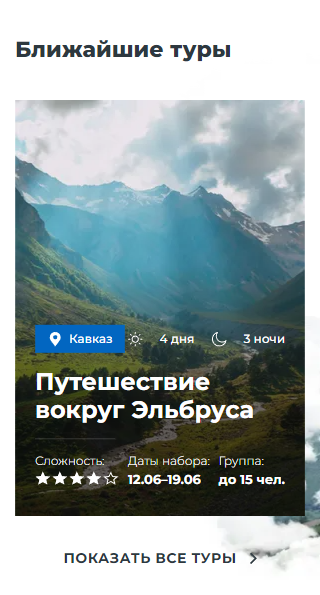 Ближайшие туры
Кавказ 4 дня 3 ночи
Путешествие
вокруг Эльбруса
Сложность: Даты набора: Группа:
12.06–19.06 до 15 чел.
ПОКАЗАТЬ ВСЕ ТУРЫ